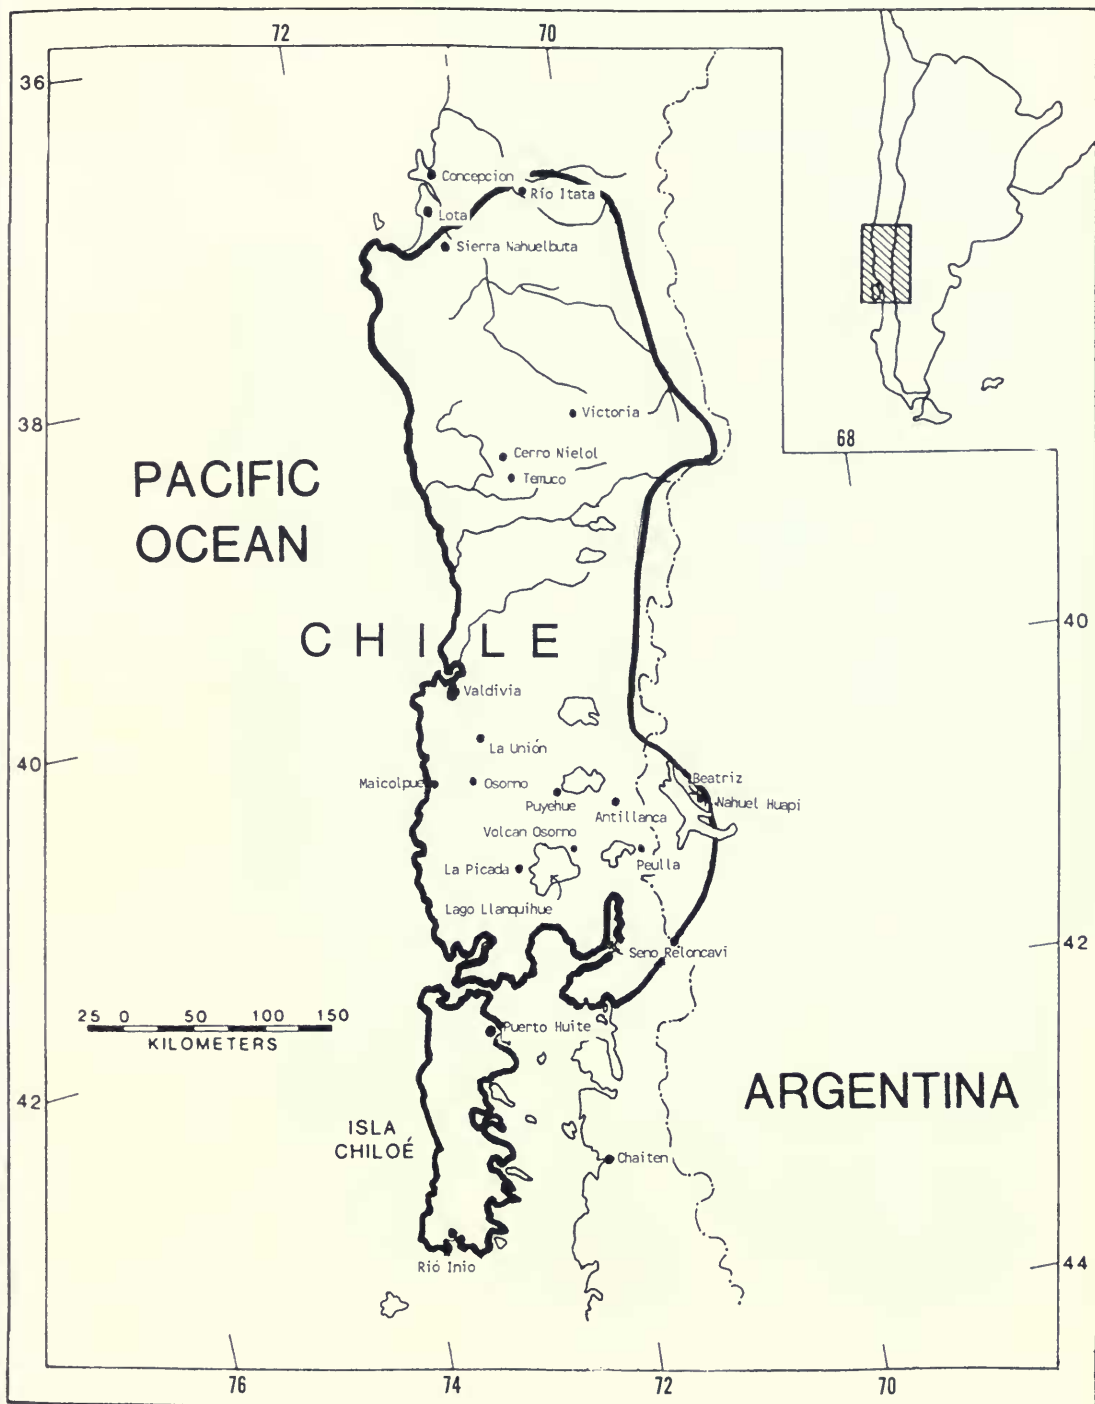 72
70
36
Concepcion
Río Itata
Lota
Sierra Nahuelbuta
Victoria
38
68
Cerro Nielol
Temuco
PACIFIC
OCEAN
40
CHILE
Valdivia
La Unión
40
Maicolpue
Osorno
Puyehue
Antillanca
Beatriz
Nahuel Huapi
Volcan Osorno
La Picada
Peulla
Lago Llanquihue
42
Seno Reloncavi
25 0 50 100 150
KILOMETERS
Puerto Huite
ARGENTINA
42
ISLA
CHILOÉ
Chaiten
Rió Inio
44
76
74
72
70